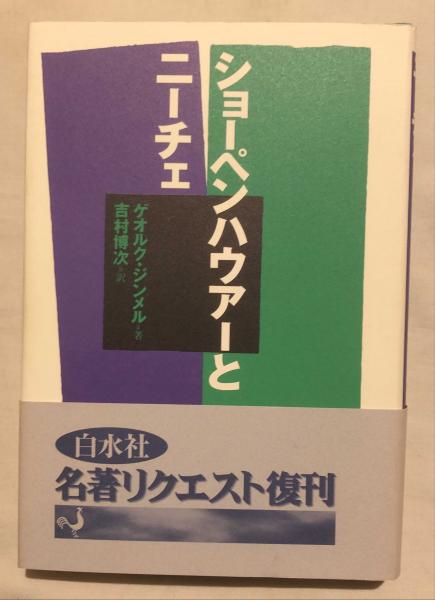 ショーペンハウアーと
ニーチェ
ゲオルク・ジンメル・著
吉村博次・訳
白水社
名著リクエスト復刊